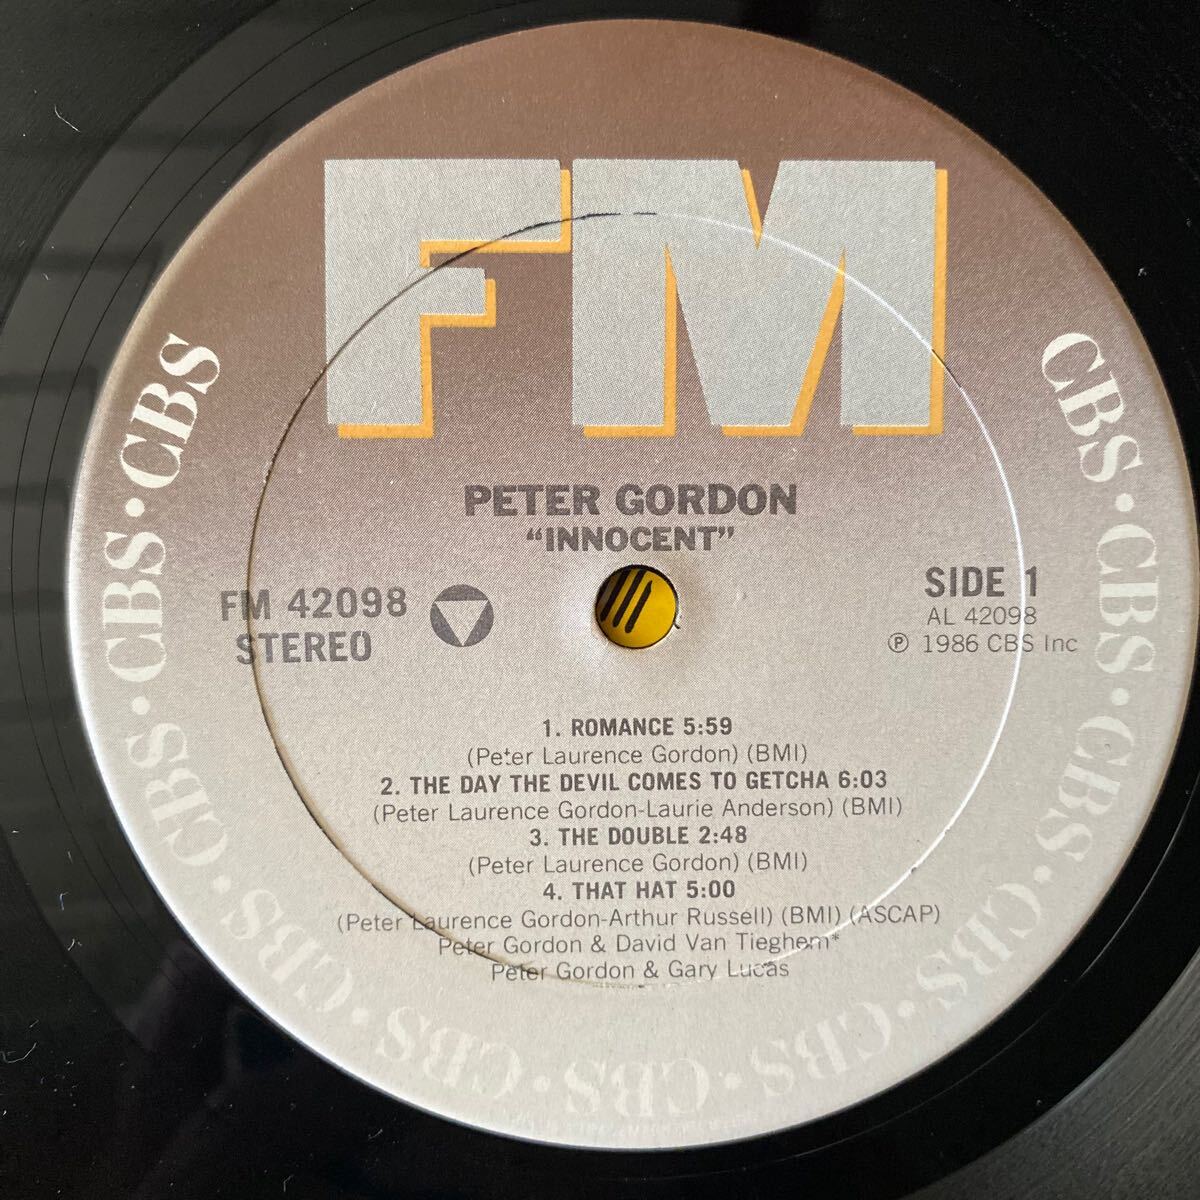 FM
PETER GORDON
“INNOCENT”
FM 42098
STEREO
SIDE 1
AL 42098
Ⓟ 1986 CBS Inc
1. ROMANCE 5:59
(Peter Laurence Gordon) (BMI)
2. THE DAY THE DEVIL COMES TO GETCHA 6:03
(Peter Laurence Gordon-Laurie Anderson) (BMI)
3. THE DOUBLE 2:48
(Peter Laurence Gordon) (BMI)
4. THAT HAT 5:00
(Peter Laurence Gordon-Arthur Russell) (BMI) (ASCAP)
Peter Gordon & David Van Tieghem*
Peter Gordon & Gary Lucas
CBS·CBS·CBS·CBS·CBS·CBS·CBS·CBS·CBS·CBS·CBS·CBS·CBS